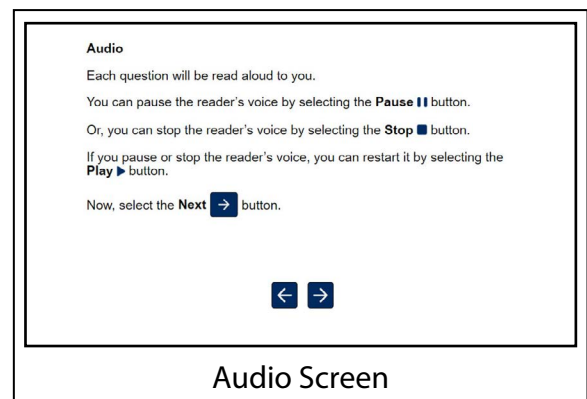 Audio
Each question will be read aloud to you.
You can pause the reader's voice by selecting the Pause button.
Or, you can stop the reader's voice by selecting the Stop button.
If you pause or stop the reader's voice, you can restart it by selecting the
Play button.
Now, select the Next button.
Audio Screen